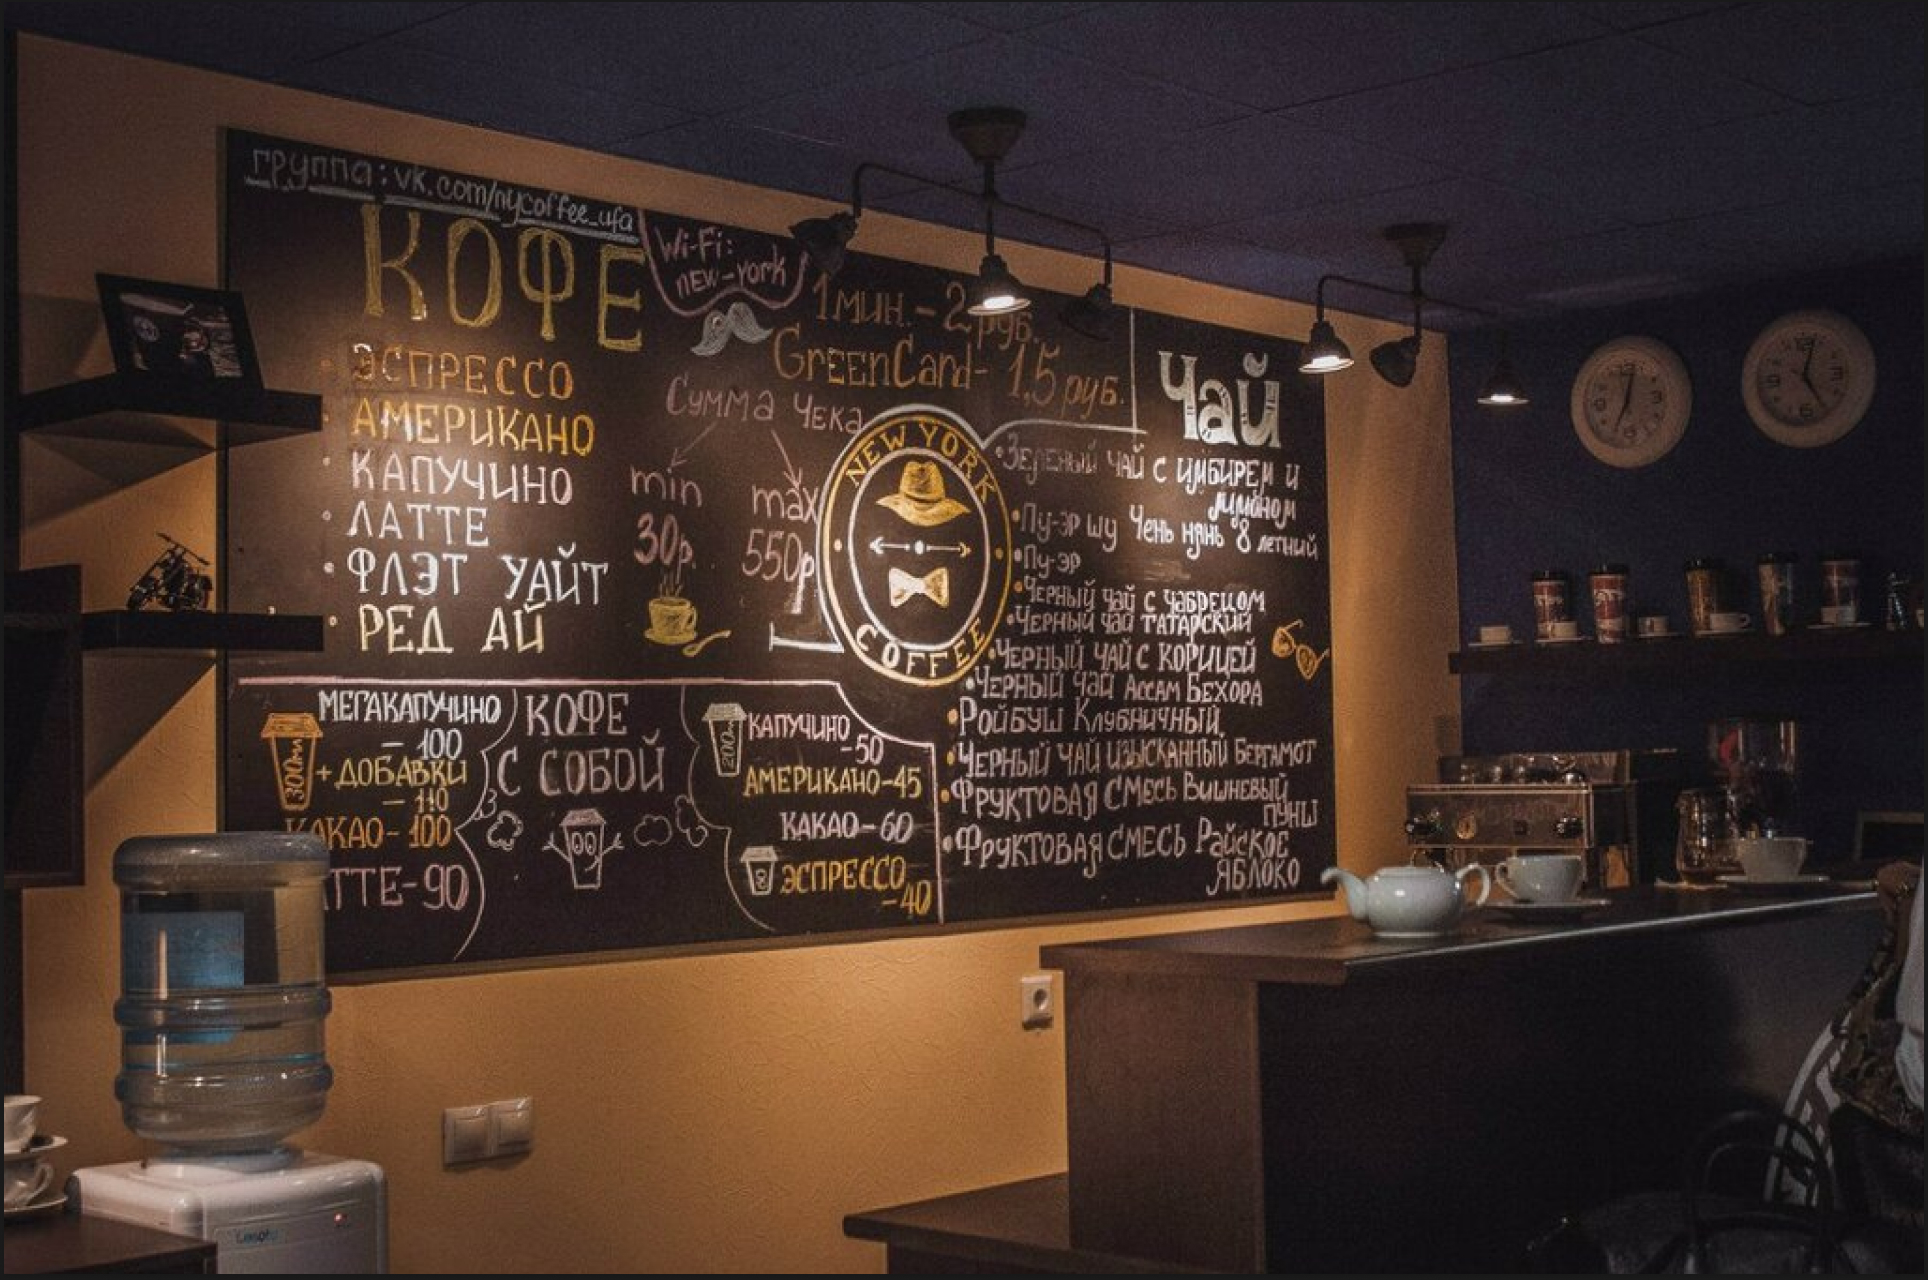 группа: vk.com/nycoffee_ufa
КОФЕ
ЭСПРЕССО
АМЕРИКАНО
КАПУЧИНО
ЛАТТЕ
ФЛЭТ УАЙТ
РЕД АЙ
Wi-Fi:
new-york
1 мин. - 2 руб.
GreenCard - 1,5 руб.
Сумма Чека
min
30р.
max
550р
NEW YORK
COFFEE
Чай
Зеленый чай с имбирем и
лимоном
Пу-эр шу Чень нянь 8 летний
Пу-эр
Черный чай с чабрецом
Черный чай татарский
Черный чай с корицей
Черный чай Ассам Бехора
Ройбуш Клубничный
Черный чай изысканный Бергамот
Фруктовая смесь Вишневый
пунш
Фруктовая смесь Райское
яблоко
300мл
МЕГАКАПУЧИНО
- 100
+ ДОБАВКИ
- 110
КАКАО - 100
ТТЕ - 90
КОФЕ
С СОБОЙ
200мл
КАПУЧИНО
- 50
АМЕРИКАНО - 45
КАКАО - 60
ЭСПРЕССО
- 40